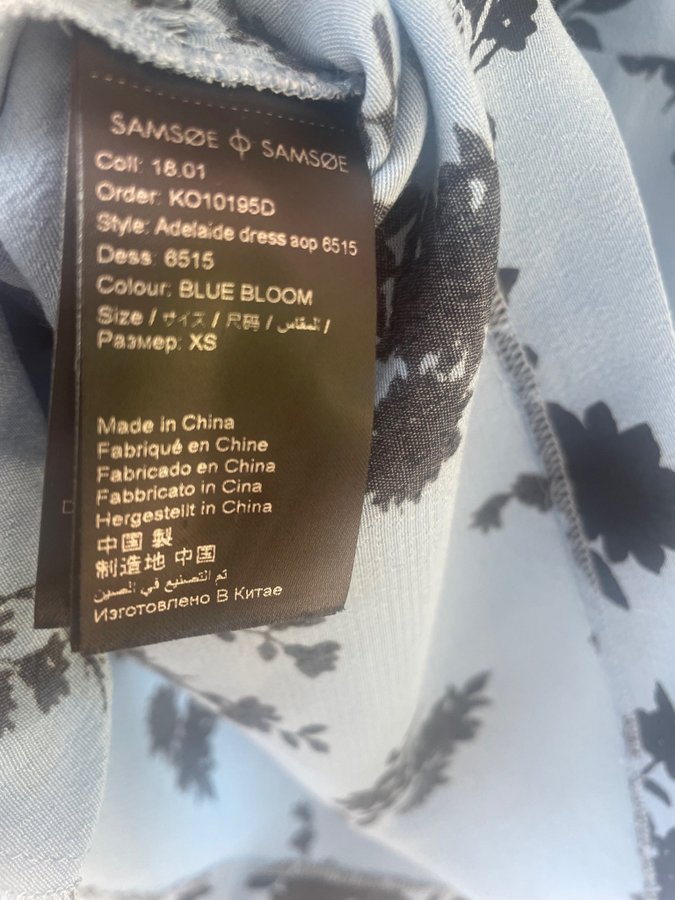 SAMSØE Φ SAMSØE
Coll: 18.01
Order: KO10195D
Style: Adelaide dress aop 6515
Dess: 6515
Colour: BLUE BLOOM
Size / サイズ / 尺码 / المقاس /
Размер: XS
Made in China
Fabriqué en Chine
Fabricado en China
Fabbricato in Cina
Hergestellt in China
中国 製
制造地 中国
تم التصنيع في الصين
Изготовлено В Китае
D